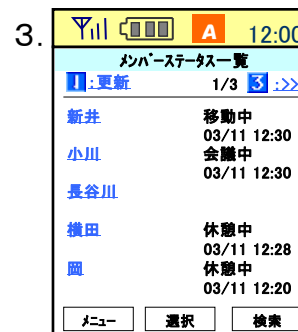 3.
A 12:00
メンバーステータス一覧
1:更新 1/3 3:>>
新井 移動中
03/11 12:30
小川 会議中
03/11 12:30
長谷川
横田 休憩中
03/11 12:28
岡 休憩中
03/11 12:20
メニュー 選択 検索